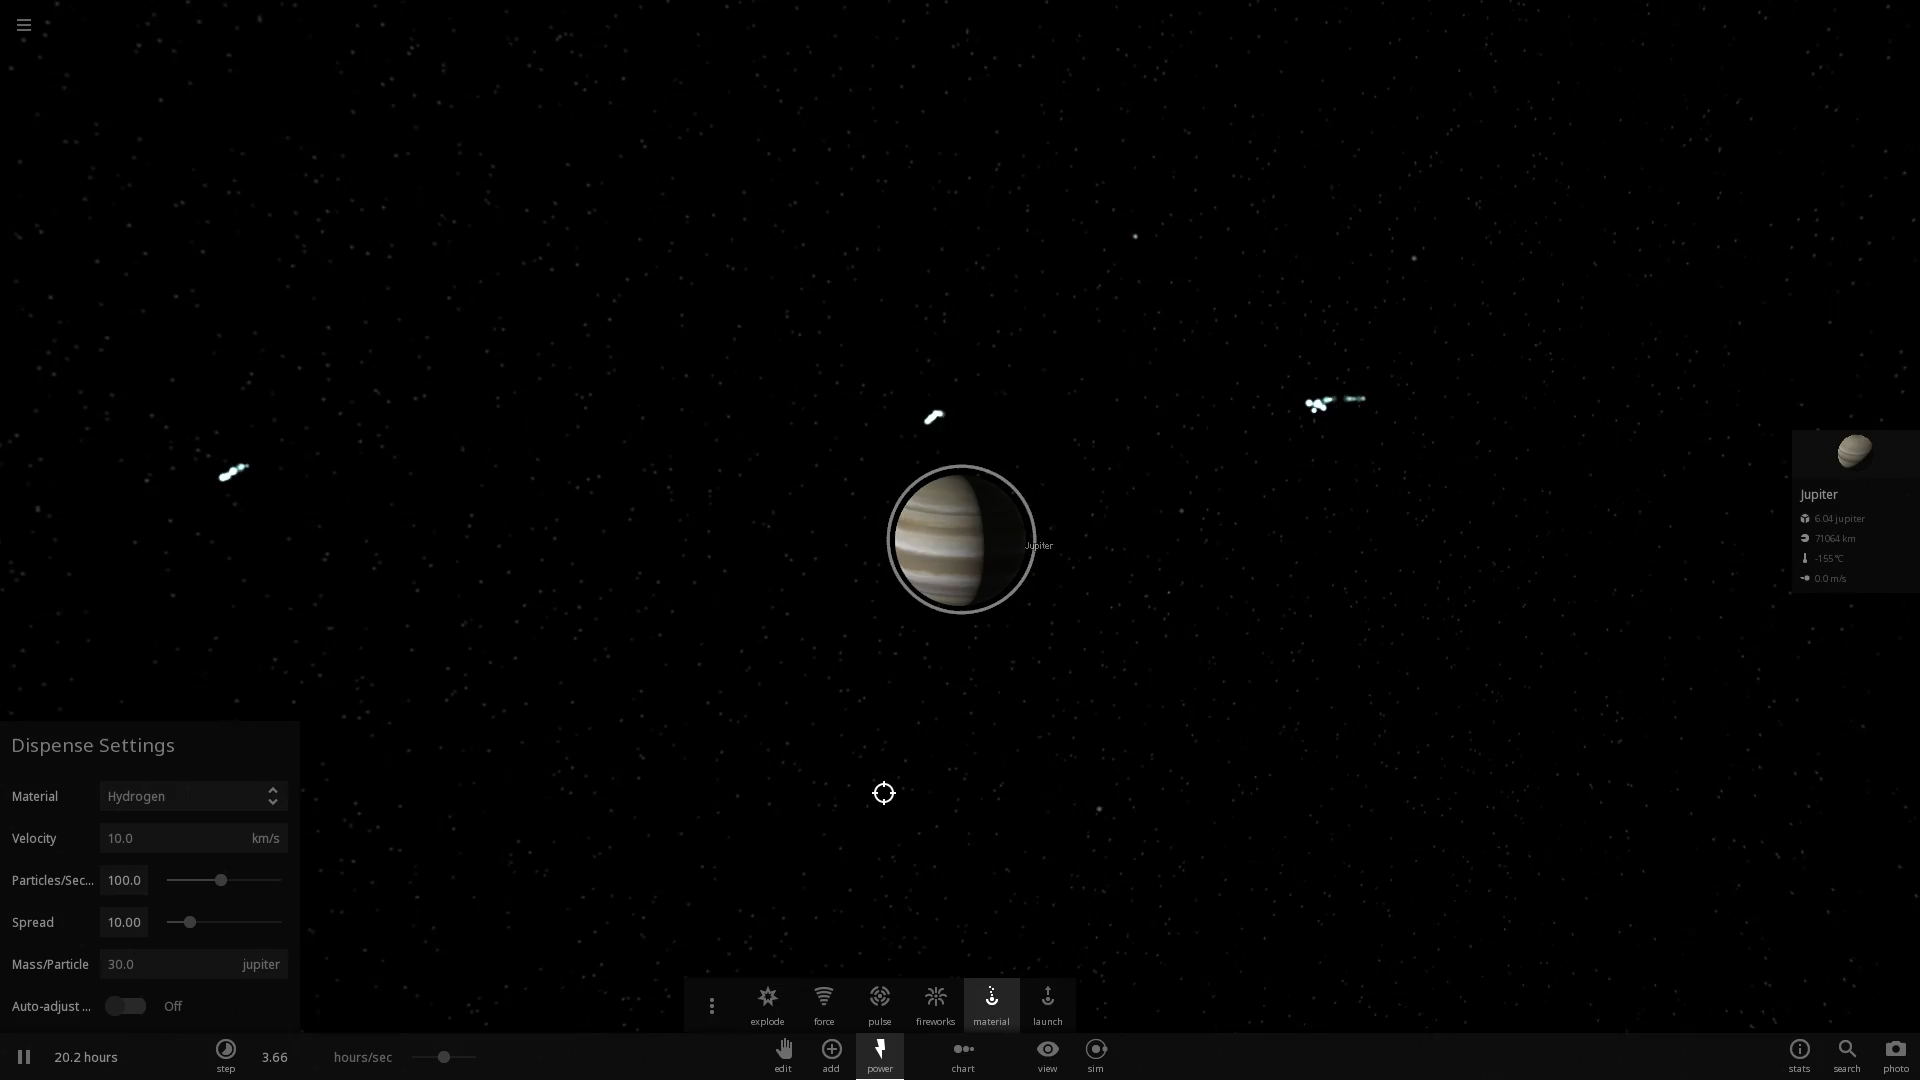 Jupiter
Jupiter
6.04 jupiter
71064 km
-155 °C
0.0 m/s
Dispense Settings
Material Hydrogen
Velocity 10.0 km/s
Particles/Sec... 100.0
Spread 10.00
Mass/Particle 30.0 jupiter
Auto-adjust ... Off
explode force pulse fireworks material launch
20.2 hours step 3.66 hours/sec edit add power chart view sim stats search photo